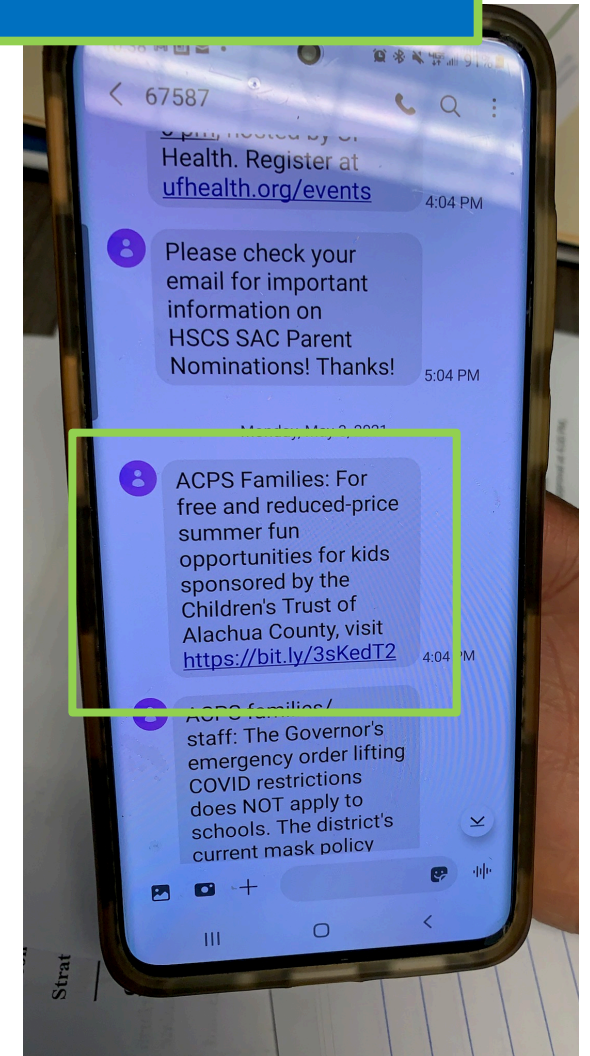 67587
Health. Register at
ufhealth.org/events
4:04 PM
Please check your
email for important
information on
HSCS SAC Parent
Nominations! Thanks!
5:04 PM
ACPS Families: For
free and reduced-price
summer fun
opportunities for kids
sponsored by the
Children's Trust of
Alachua County, visit
https://bit.ly/3sKedT2
4:04 PM
ACPS families/
staff: The Governor's
emergency order lifting
COVID restrictions
does NOT apply to
schools. The district's
current mask policy
Strat